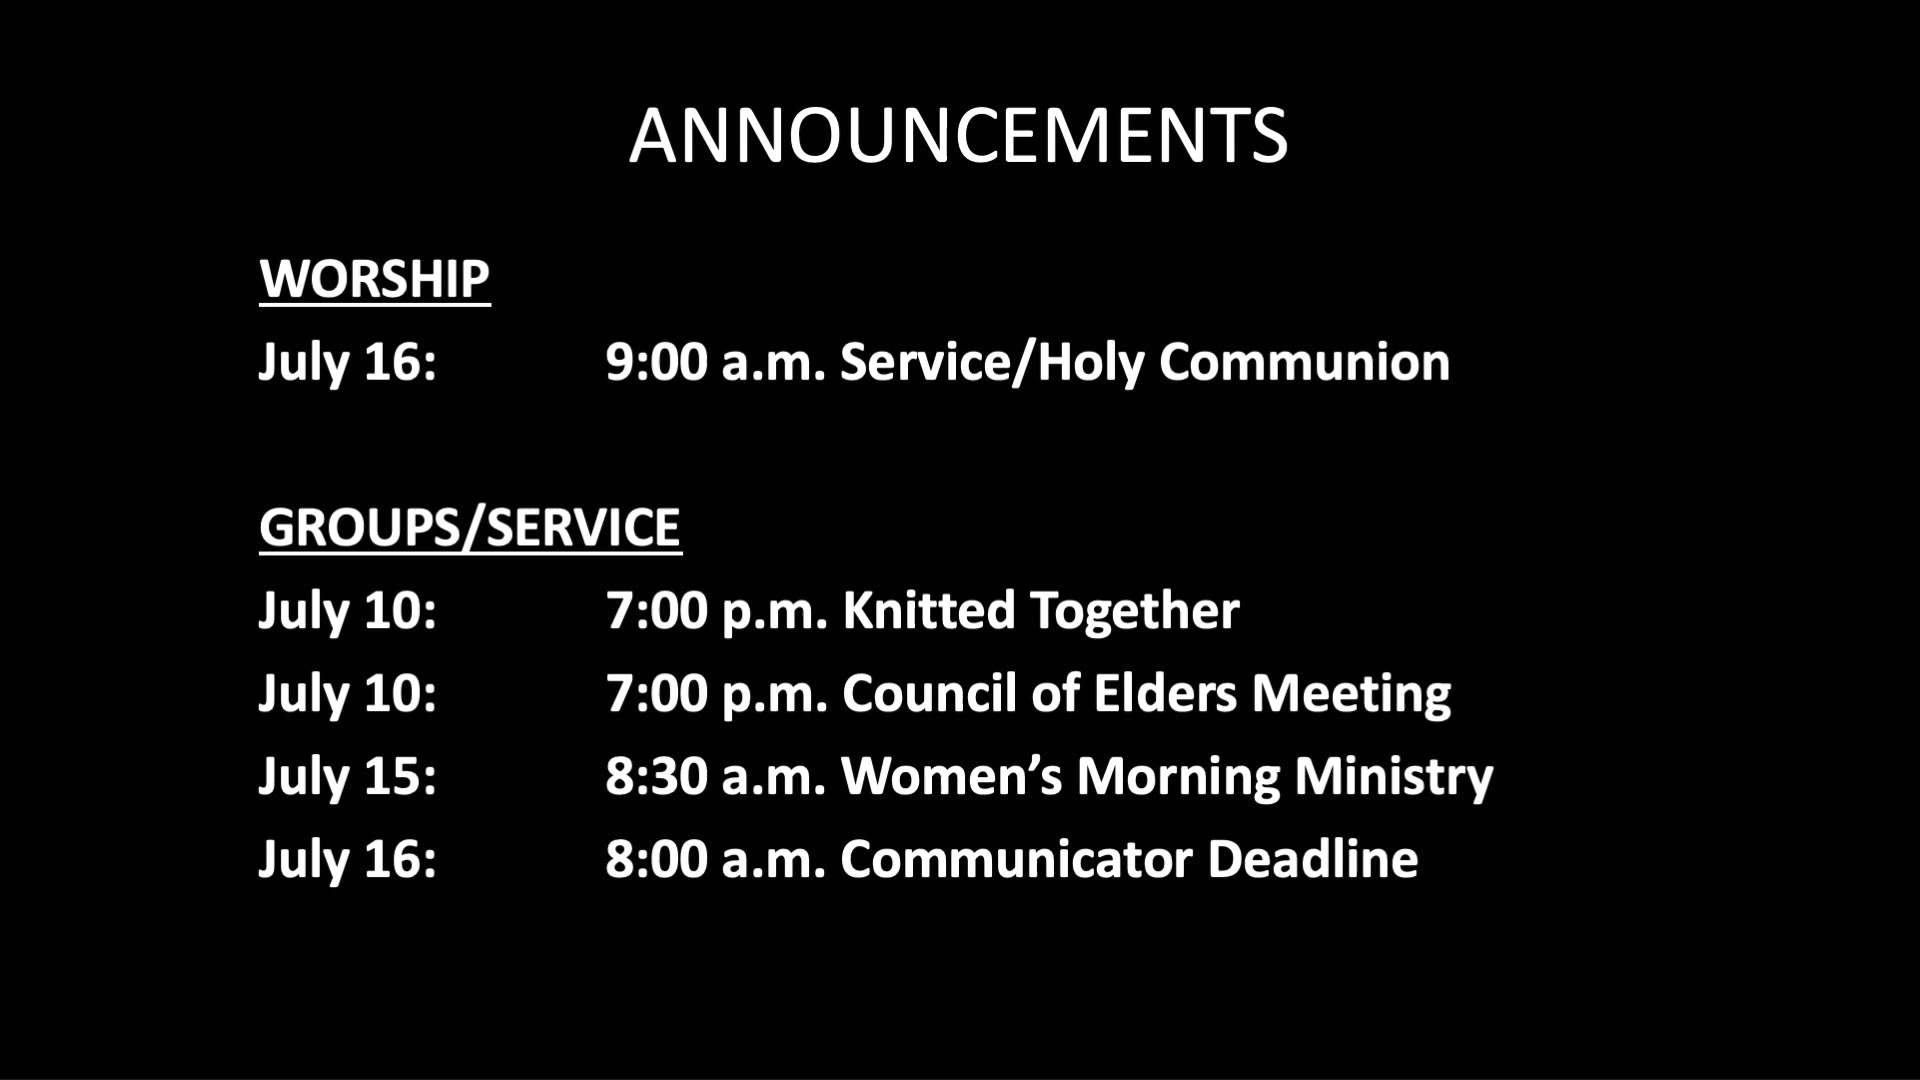 ANNOUNCEMENTS
WORSHIP
July 16: 9:00 a.m. Service/Holy Communion
GROUPS/SERVICE
July 10: 7:00 p.m. Knitted Together
July 10: 7:00 p.m. Council of Elders Meeting
July 15: 8:30 a.m. Women’s Morning Ministry
July 16: 8:00 a.m. Communicator Deadline